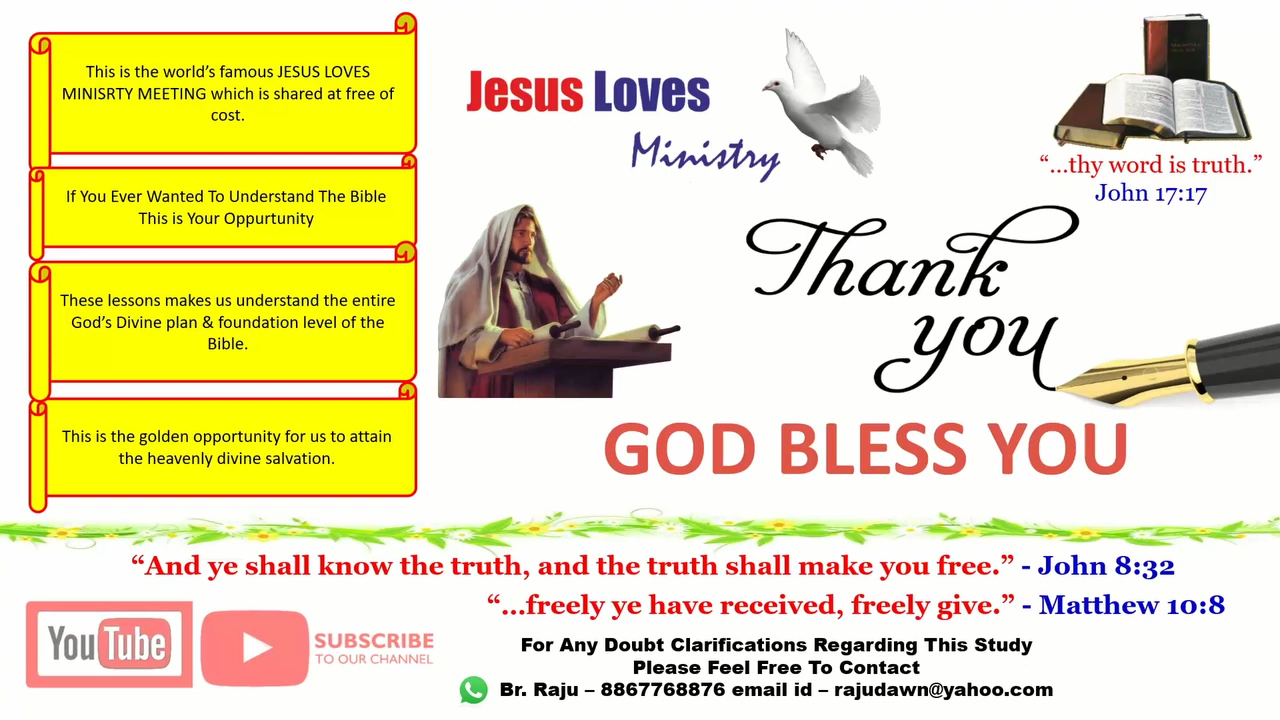 This is the world’s famous JESUS LOVES
MINISRTY MEETING which is shared at free of
cost.
If You Ever Wanted To Understand The Bible
This is Your Oppurtunity
These lessons makes us understand the entire
God’s Divine plan & foundation level of the
Bible.
This is the golden opportunity for us to attain
the heavenly divine salvation.
Jesus Loves
Ministry
“...thy word is truth.”
John 17:17
Thank
you
GOD BLESS YOU
“And ye shall know the truth, and the truth shall make you free.” - John 8:32
“...freely ye have received, freely give.” - Matthew 10:8
YouTube
SUBSCRIBE
TO OUR CHANNEL
For Any Doubt Clarifications Regarding This Study
Please Feel Free To Contact
Br. Raju – 8867768876 email id – rajudawn@yahoo.com